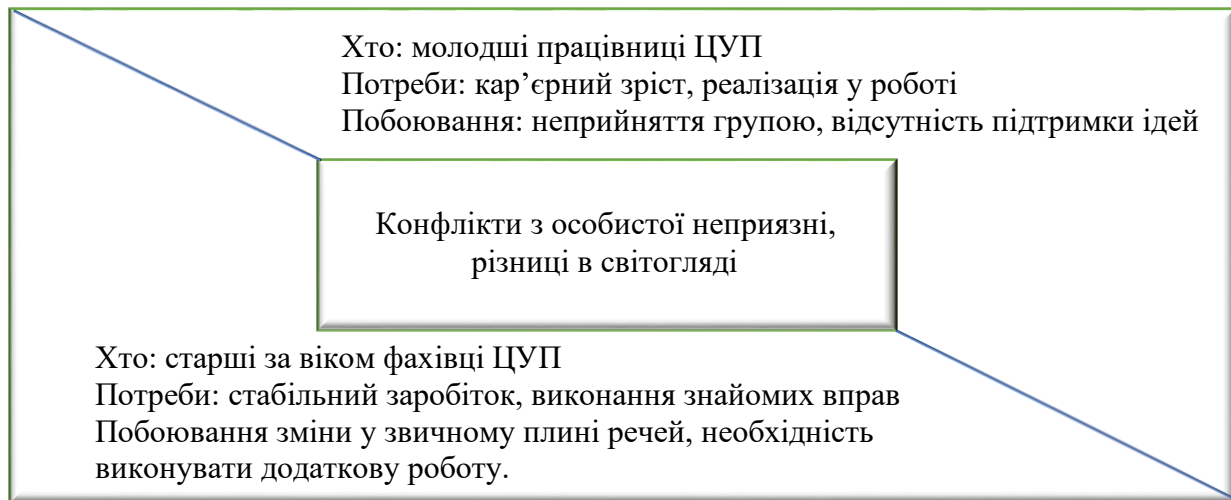 Хто: молодші працівниці ЦУП
Потреби: кар’єрний зріст, реалізація у роботі
Побоювання: неприйняття групою, відсутність підтримки ідей
Конфлікти з особистої неприязні,
різниці в світогляді
Хто: старші за віком фахівці ЦУП
Потреби: стабільний заробіток, виконання знайомих вправ
Побоювання зміни у звичному плині речей, необхідність
виконувати додаткову роботу.